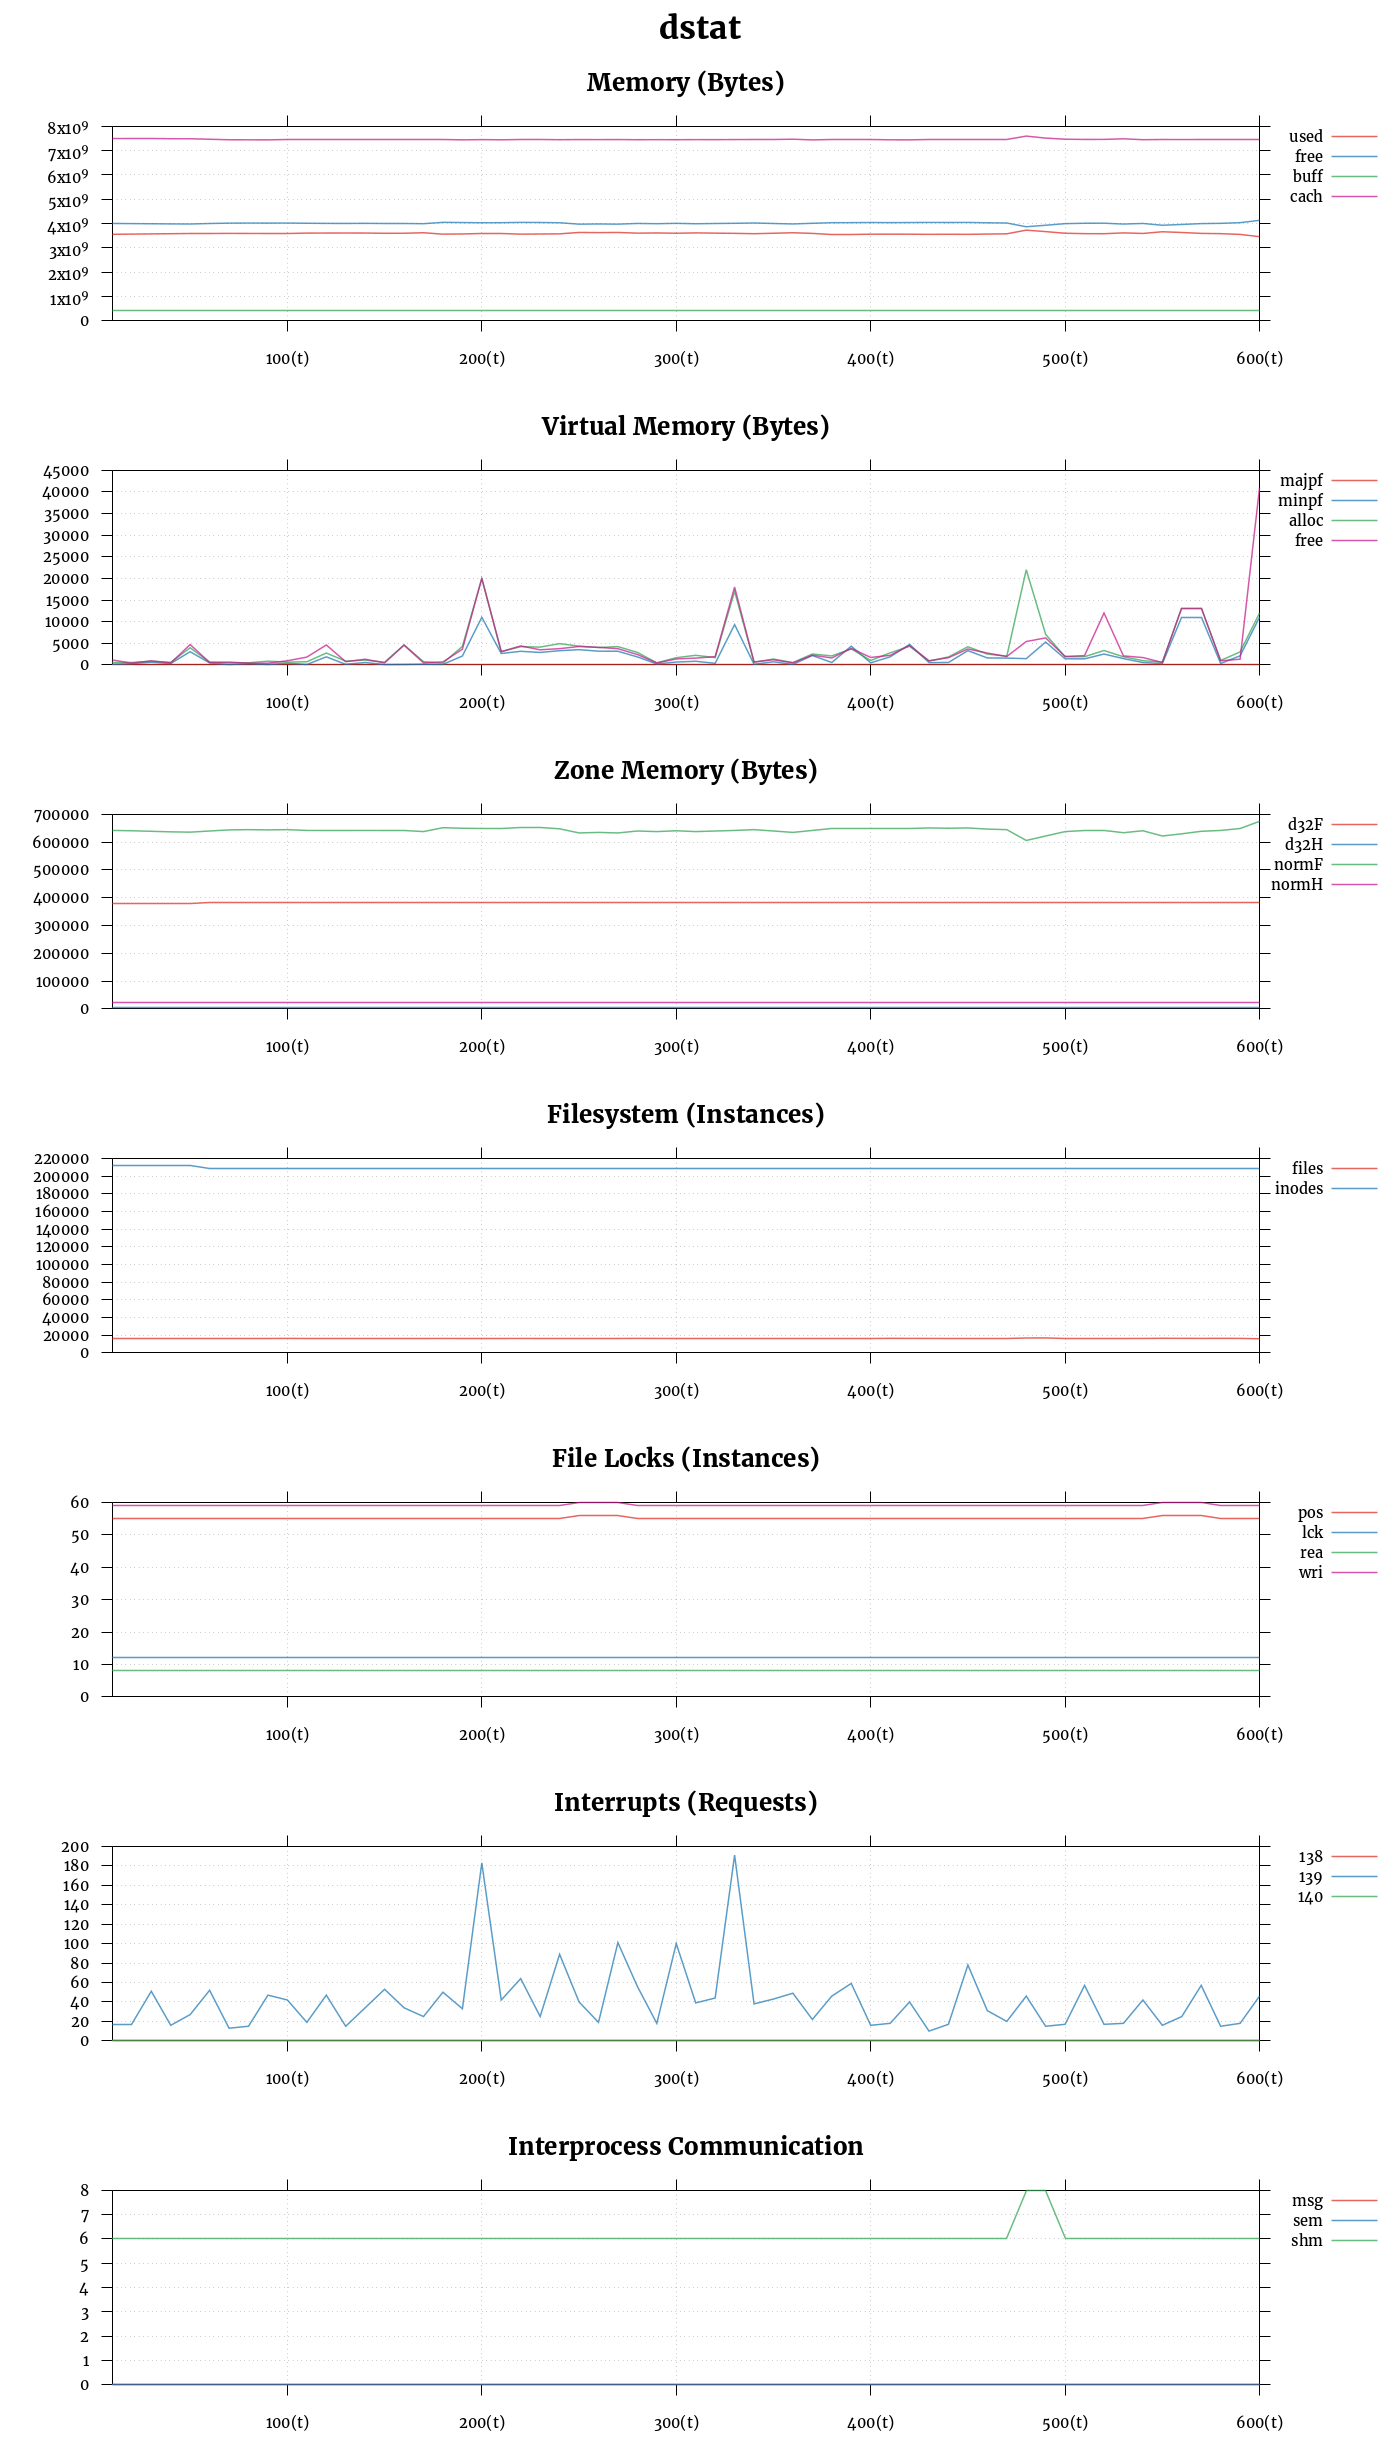 dstat
Memory (Bytes)
8x10⁹
7x10⁹
6x10⁹
5x10⁹
4x10⁹
3x10⁹
2x10⁹
1x10⁹
0
100(t) 200(t) 300(t) 400(t) 500(t) 600(t)
used
free
buff
cach
Virtual Memory (Bytes)
45000
40000
35000
30000
25000
20000
15000
10000
5000
0
100(t) 200(t) 300(t) 400(t) 500(t) 600(t)
majpf
minpf
alloc
free
Zone Memory (Bytes)
700000
600000
500000
400000
300000
200000
100000
0
100(t) 200(t) 300(t) 400(t) 500(t) 600(t)
d32F
d32H
normF
normH
Filesystem (Instances)
220000
200000
180000
160000
140000
120000
100000
80000
60000
40000
20000
0
100(t) 200(t) 300(t) 400(t) 500(t) 600(t)
files
inodes
File Locks (Instances)
60
50
40
30
20
10
0
100(t) 200(t) 300(t) 400(t) 500(t) 600(t)
pos
lck
rea
wri
Interrupts (Requests)
200
180
160
140
120
100
80
60
40
20
0
100(t) 200(t) 300(t) 400(t) 500(t) 600(t)
138
139
140
Interprocess Communication
8
7
6
5
4
3
2
1
0
100(t) 200(t) 300(t) 400(t) 500(t) 600(t)
msg
sem
shm